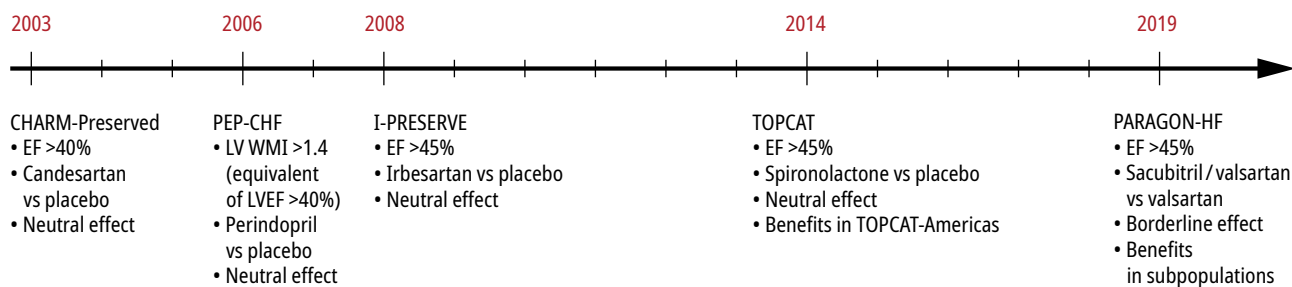 2003
2006
2008
2014
2019
CHARM-Preserved
• EF >40%
• Candesartan
vs placebo
• Neutral effect
PEP-CHF
• LV WMI >1.4
(equivalent
of LVEF >40%)
• Perindopril
vs placebo
• Neutral effect
I-PRESERVE
• EF >45%
• Irbesartan vs placebo
• Neutral effect
TOPCAT
• EF >45%
• Spironolactone vs placebo
• Neutral effect
• Benefits in TOPCAT-Americas
PARAGON-HF
• EF >45%
• Sacubitril / valsartan
vs valsartan
• Borderline effect
• Benefits
in subpopulations